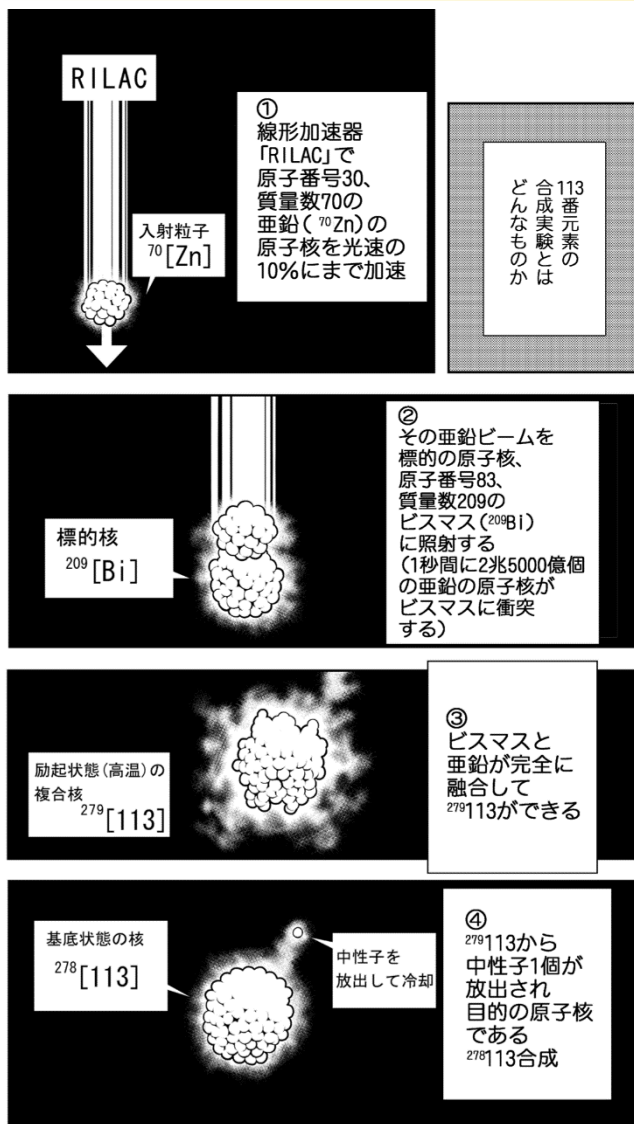 113番元素の
合成実験とは
どんなものか
RILAC
①
線形加速器
「RILAC」で
原子番号30、
質量数70の
亜鉛(⁷⁰Zn)の
原子核を光速の
10%にまで加速
入射粒子
⁷⁰[Zn]
②
その亜鉛ビームを
標的の原子核、
原子番号83、
質量数209の
ビスマス(²⁰⁹Bi)
に照射する
(1秒間に2兆5000億個
の亜鉛の原子核が
ビスマスに衝突
する)
標的核
²⁰⁹[Bi]
③
ビスマスと
亜鉛が完全に
融合して
²⁷⁹113ができる
励起状態(高温)の
複合核
²⁷⁹[113]
④
²⁷⁹113から
中性子1個が
放出され
目的の原子核
である
²⁷⁸113合成
基底状態の核
²⁷⁸[113]
中性子を
放出して冷却